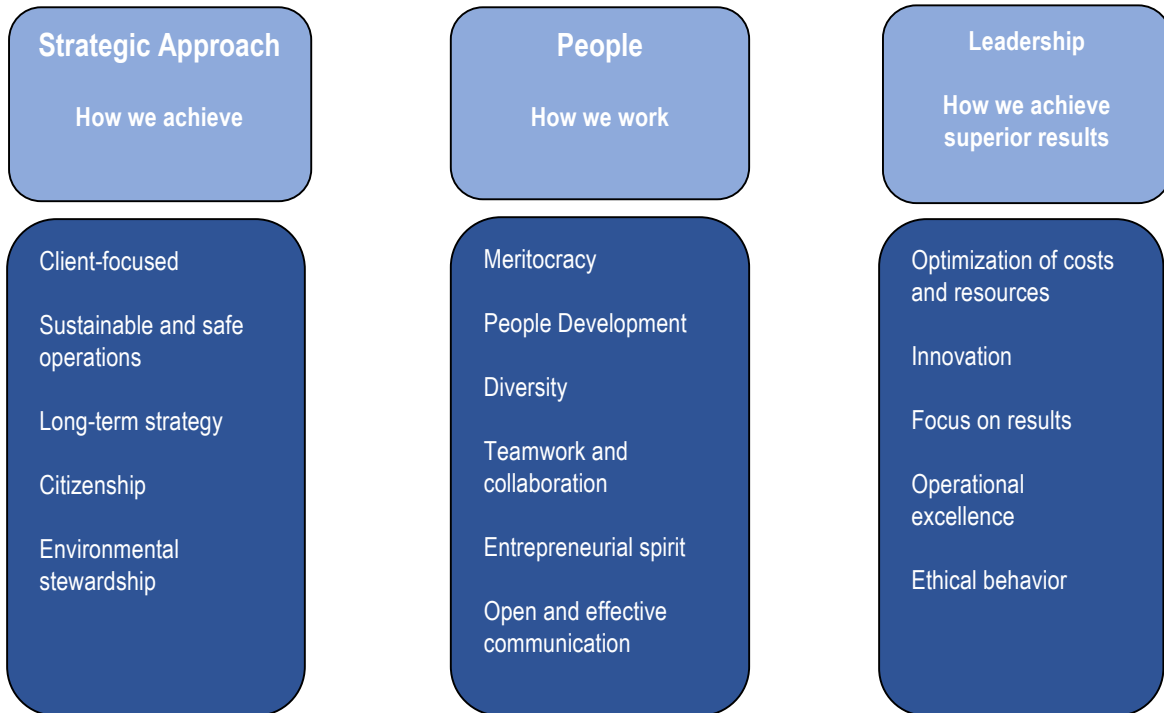 Strategic Approach
How we achieve
Client-focused
Sustainable and safe
operations
Long-term strategy
Citizenship
Environmental
stewardship
People
How we work
Meritocracy
People Development
Diversity
Teamwork and
collaboration
Entrepreneurial spirit
Open and effective
communication
Leadership
How we achieve
superior results
Optimization of costs
and resources
Innovation
Focus on results
Operational
excellence
Ethical behavior